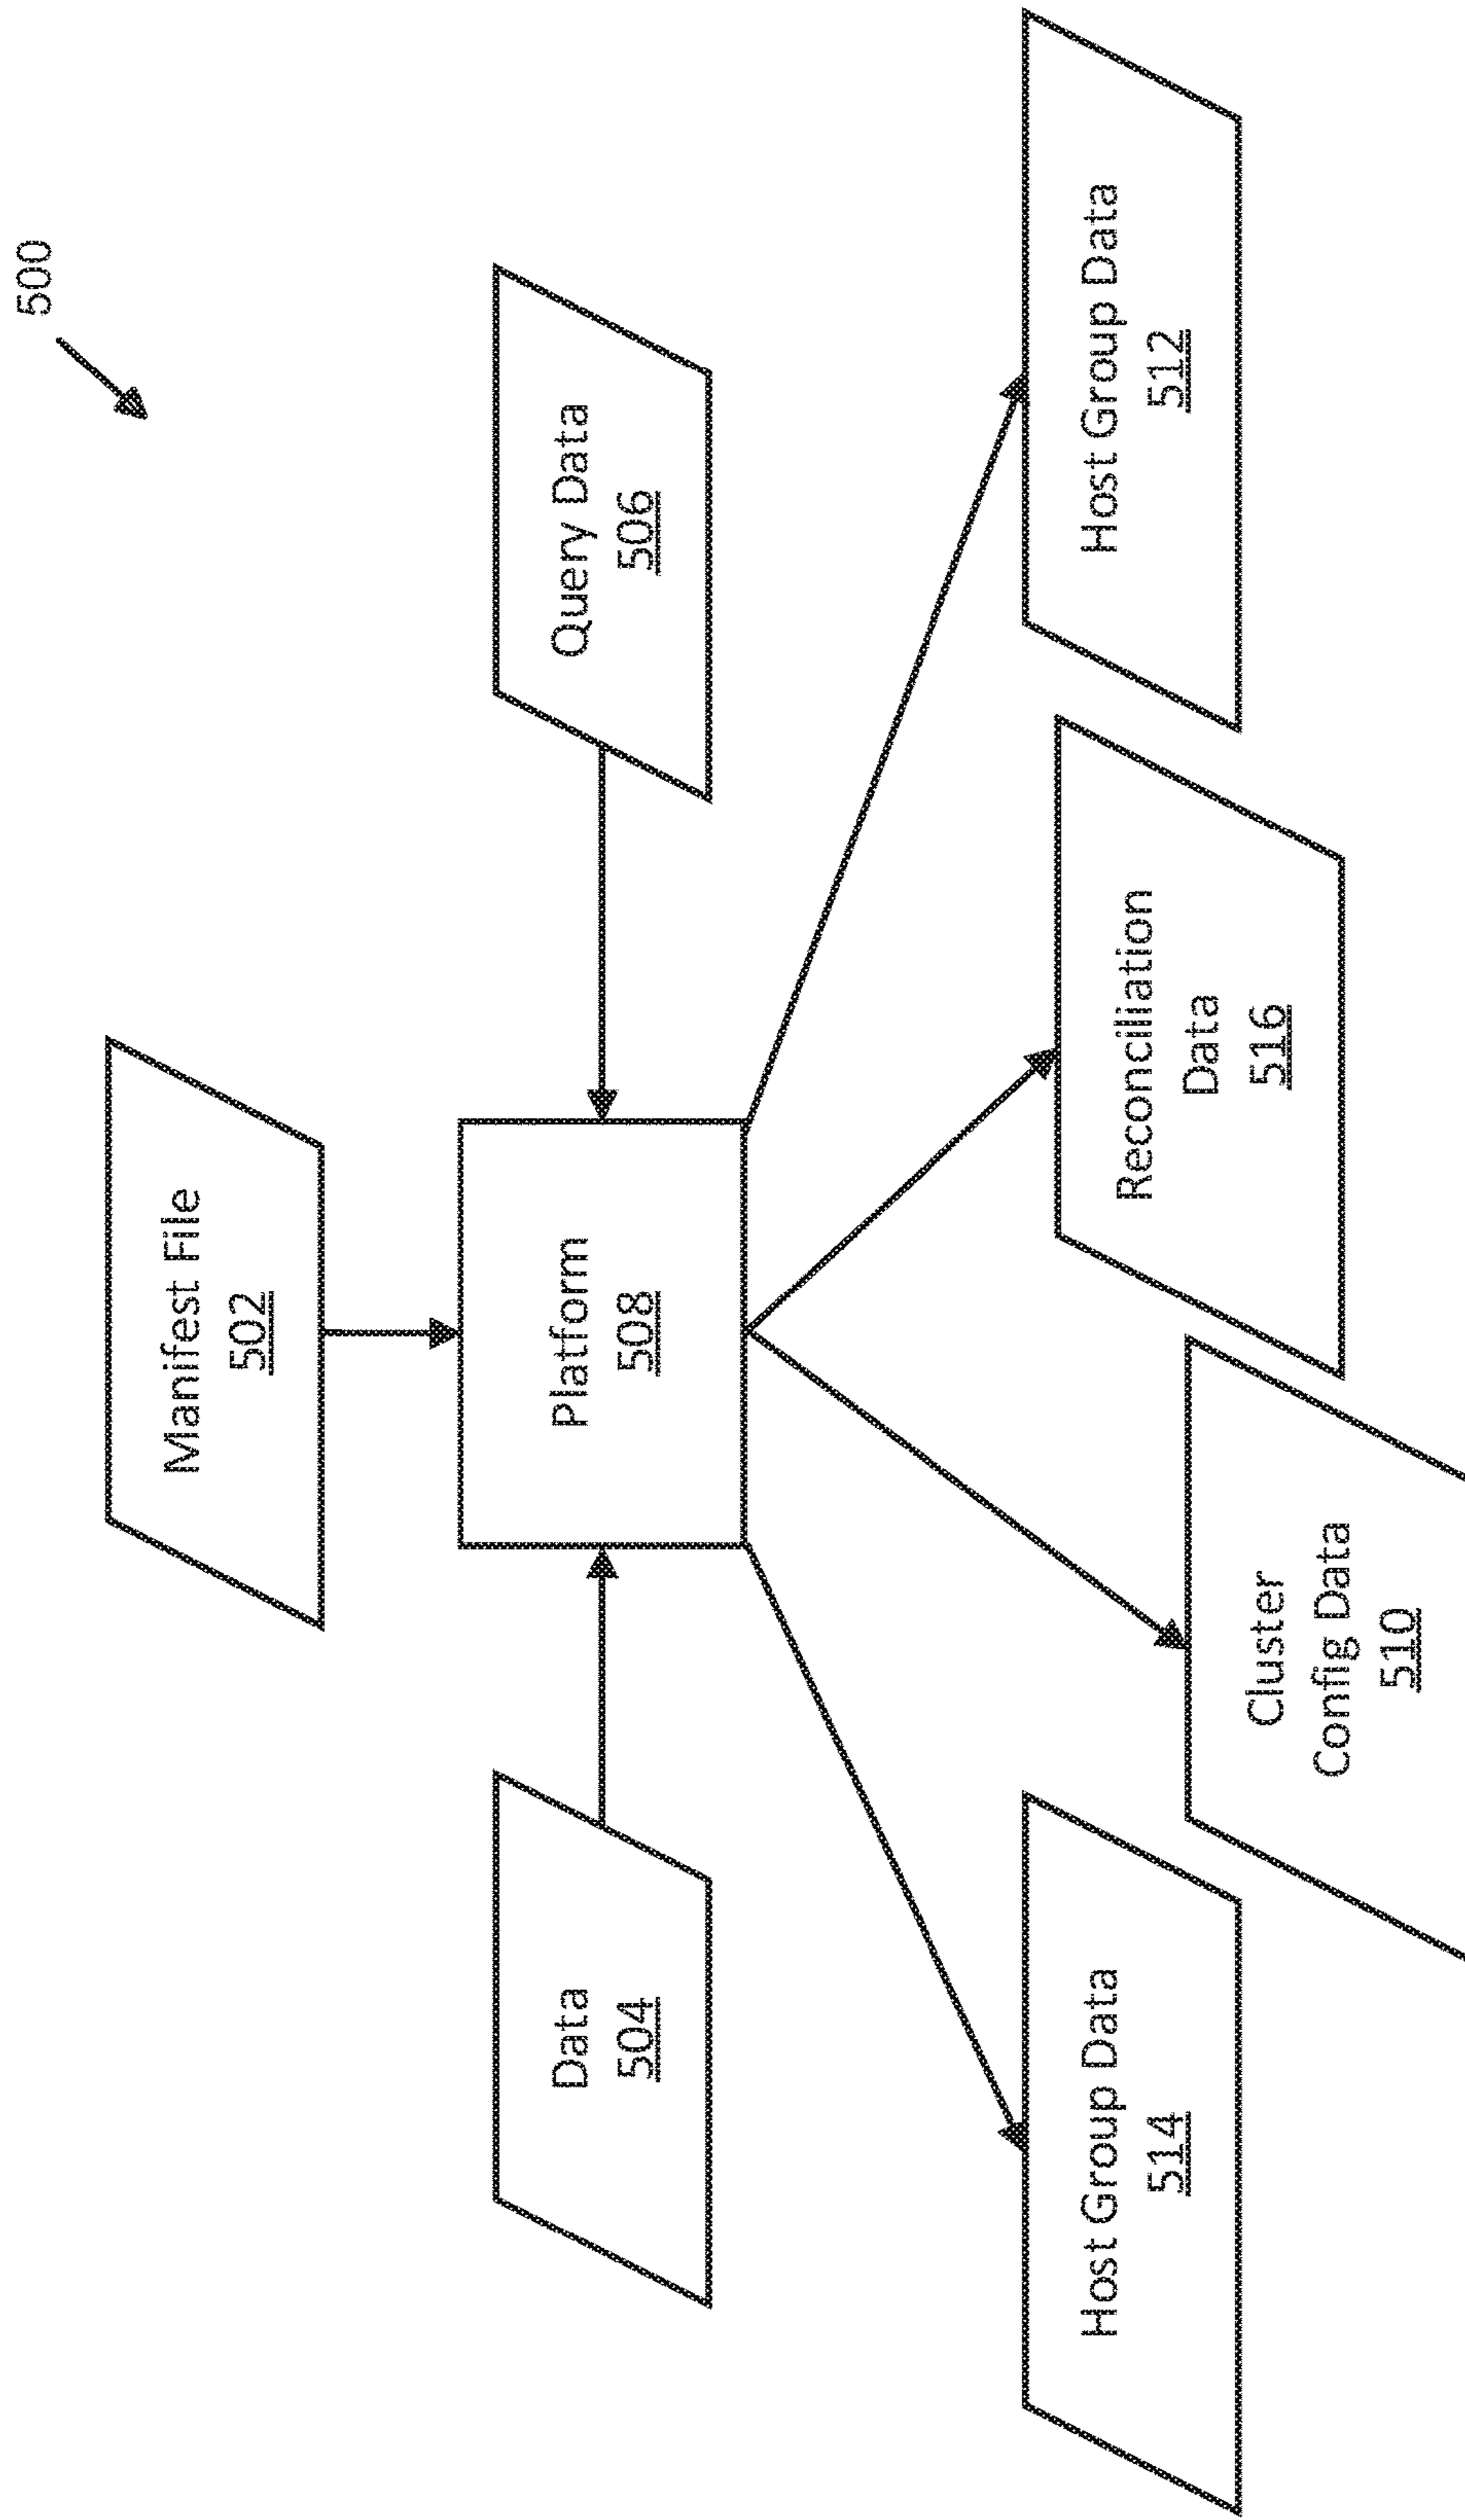 500
Manifest File
502
Data
504
Platform
508
Query Data
506
Host Group Data
514
Cluster
Config Data
510
Reconciliation
Data
516
Host Group Data
512